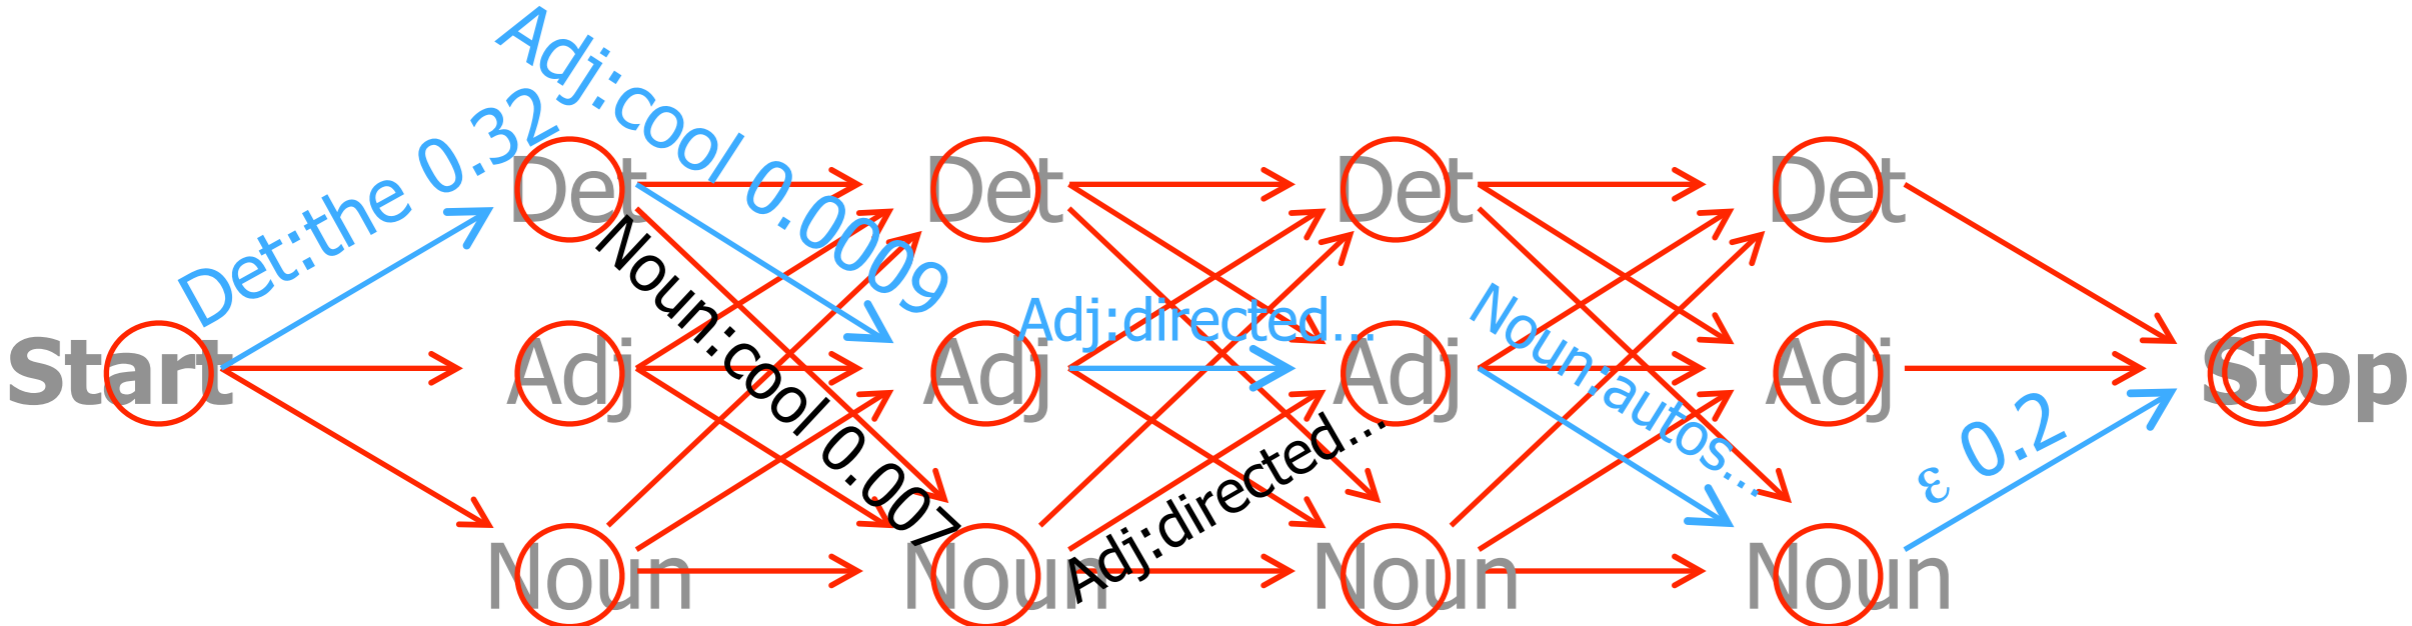 Adj:cool 0.0009
Det:the 0.32
Det
Det
Det
Det
Noun:cool 0.007
Adj:directed...
Noun:autos...
Start
Adj
Adj
Adj
Adj
Stop
Adj:directed...
ε 0.2
Noun
Noun
Noun
Noun